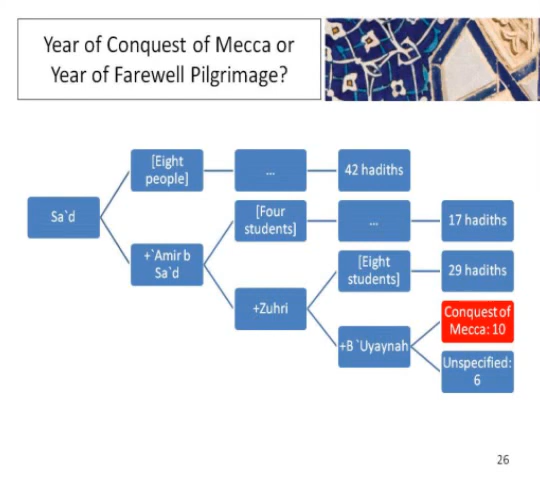 Year of Conquest of Mecca or
Year of Farewell Pilgrimage?
[Eight
people]
...
42 hadiths
Sa`d
[Four
students]
...
17 hadiths
+`Amir b
Sa`d
[Eight
students]
29 hadiths
+Zuhri
Conquest of
Mecca: 10
+B `Uyaynah
Unspecified:
6
26